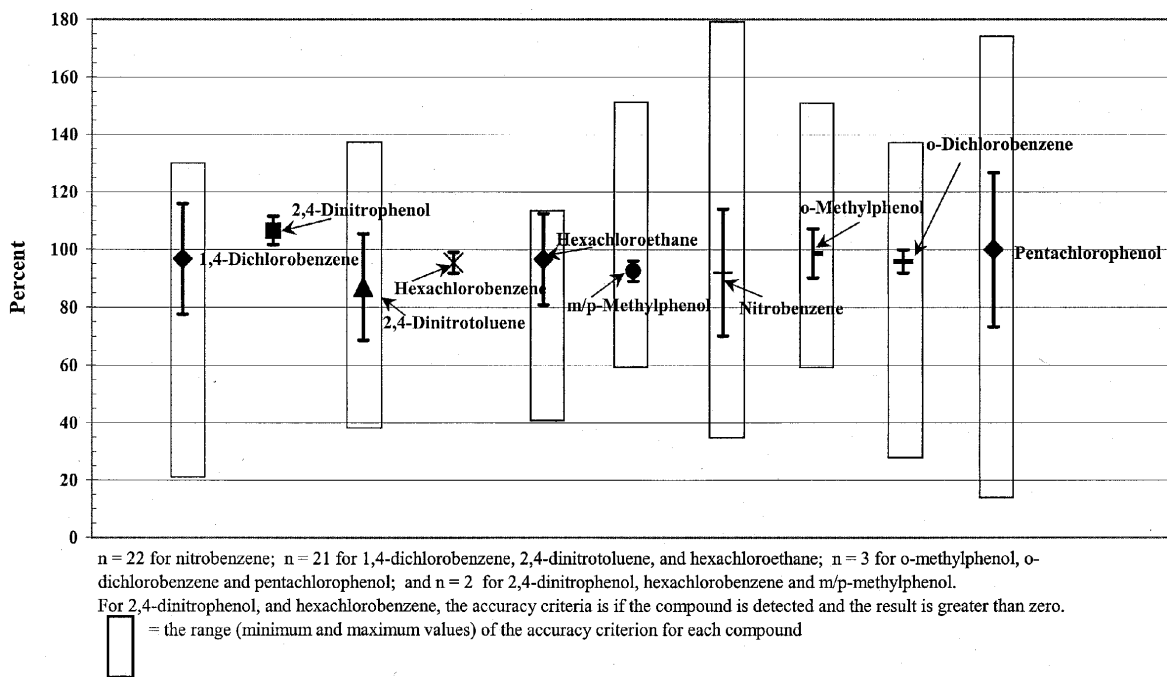 180
160
140
120
100
80
60
40
20
0
Percent
o-Dichlorobenzene
2,4-Dinitrophenol
o-Methylphenol
Hexachloroethane
1,4-Dichlorobenzene
Pentachlorophenol
Hexachlorobenzene
m/p-Methylphenol
Nitrobenzene
2,4-Dinitrotoluene
n = 22 for nitrobenzene; n = 21 for 1,4-dichlorobenzene, 2,4-dinitrotoluene, and hexachloroethane; n = 3 for o-methylphenol, o-
dichlorobenzene and pentachlorophenol; and n = 2 for 2,4-dinitrophenol, hexachlorobenzene and m/p-methylphenol.
For 2,4-dinitrophenol, and hexachlorobenzene, the accuracy criteria is if the compound is detected and the result is greater than zero.
= the range (minimum and maximum values) of the accuracy criterion for each compound